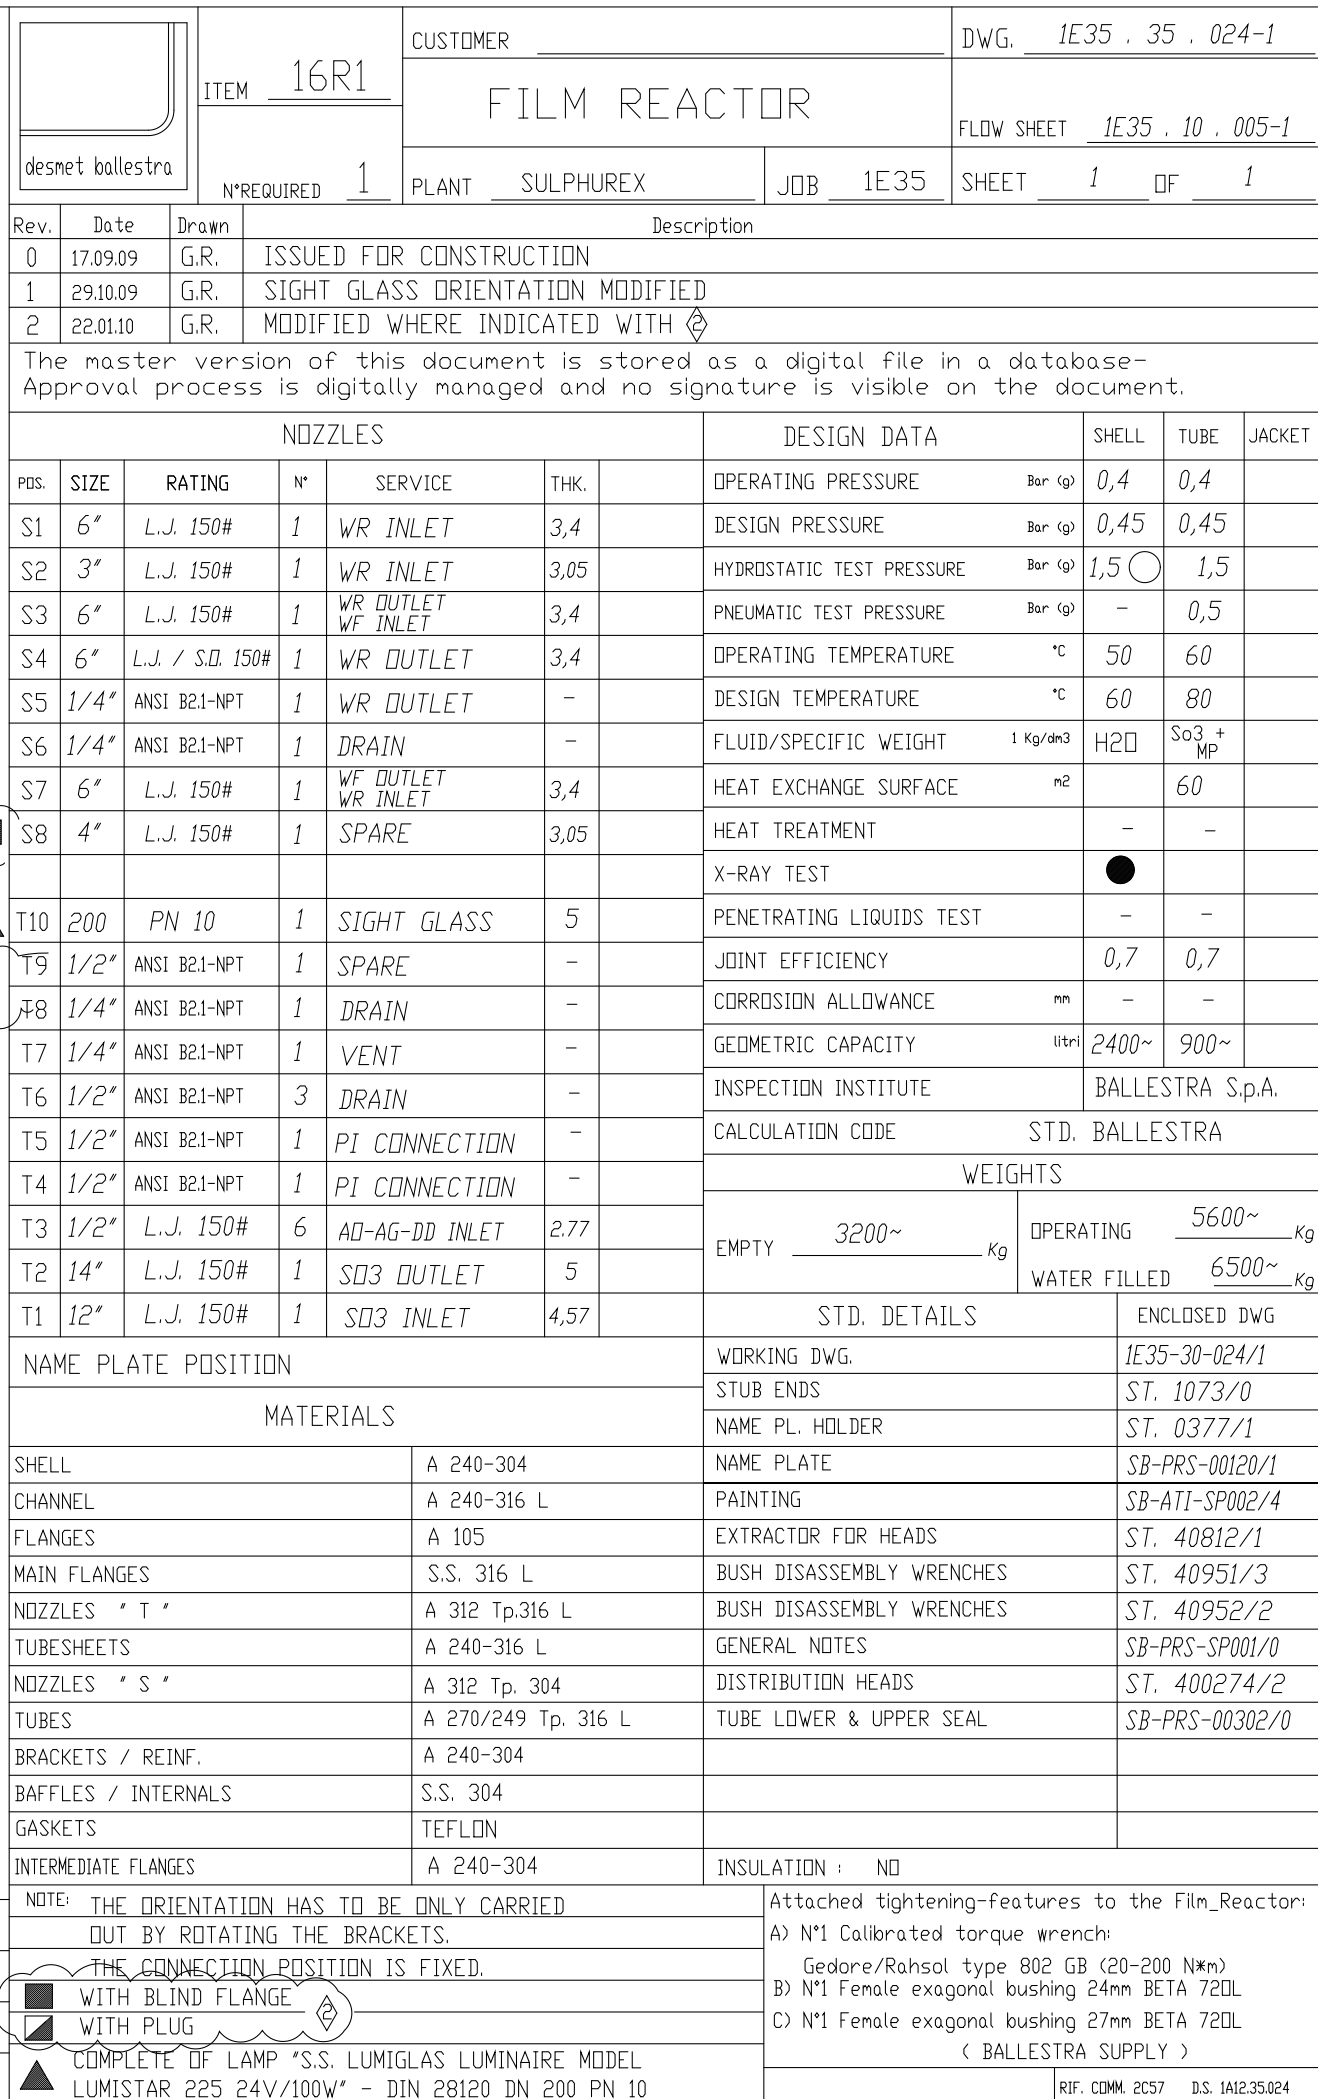 desmet ballestra
ITEM 16R1
N°REQUIRED 1
CUSTOMER
FILM REACTOR
PLANT SULPHUREX
JOB 1E35
DWG. 1E35 . 35 . 024-1
FLOW SHEET 1E35 . 10 . 005-1
SHEET 1 OF 1
Rev. Date Drawn Description
0 17.09.09 G.R. ISSUED FOR CONSTRUCTION
1 29.10.09 G.R. SIGHT GLASS ORIENTATION MODIFIED
2 22.01.10 G.R. MODIFIED WHERE INDICATED WITH 2
The master version of this document is stored as a digital file in a database-
Approval process is digitally managed and no signature is visible on the document.
NOZZLES
POS. SIZE RATING N° SERVICE THK.
S1 6" L.J. 150# 1 WR INLET 3,4
S2 3" L.J. 150# 1 WR INLET 3,05
S3 6" L.J. 150# 1 WR OUTLET 3,4
WF INLET
S4 6" L.J. / S.O. 150# 1 WR OUTLET 3,4
S5 1/4" ANSI B2.1-NPT 1 WR OUTLET -
S6 1/4" ANSI B2.1-NPT 1 DRAIN -
S7 6" L.J. 150# 1 WF OUTLET 3,4
WR INLET
S8 4" L.J. 150# 1 SPARE 3,05
T10 200 PN 10 1 SIGHT GLASS 5
T9 1/2" ANSI B2.1-NPT 1 SPARE -
T8 1/4" ANSI B2.1-NPT 1 DRAIN -
T7 1/4" ANSI B2.1-NPT 1 VENT -
T6 1/2" ANSI B2.1-NPT 3 DRAIN -
T5 1/2" ANSI B2.1-NPT 1 PI CONNECTION -
T4 1/2" ANSI B2.1-NPT 1 PI CONNECTION -
T3 1/2" L.J. 150# 6 AO-AG-DD INLET 2.77
T2 14" L.J. 150# 1 SO3 OUTLET 5
T1 12" L.J. 150# 1 SO3 INLET 4,57
NAME PLATE POSITION
MATERIALS
SHELL A 240-304
CHANNEL A 240-316 L
FLANGES A 105
MAIN FLANGES S.S. 316 L
NOZZLES " T " A 312 Tp.316 L
TUBESHEETS A 240-316 L
NOZZLES " S " A 312 Tp. 304
TUBES A 270/249 Tp. 316 L
BRACKETS / REINF. A 240-304
BAFFLES / INTERNALS S.S. 304
GASKETS TEFLON
INTERMEDIATE FLANGES A 240-304
DESIGN DATA SHELL TUBE JACKET
OPERATING PRESSURE Bar (g) 0,4 0,4
DESIGN PRESSURE Bar (g) 0,45 0,45
HYDROSTATIC TEST PRESSURE Bar (g) 1,5 1,5
PNEUMATIC TEST PRESSURE Bar (g) - 0,5
OPERATING TEMPERATURE °C 50 60
DESIGN TEMPERATURE °C 60 80
FLUID/SPECIFIC WEIGHT 1 Kg/dm3 H2O So3 +
MP
HEAT EXCHANGE SURFACE m2 60
HEAT TREATMENT - -
X-RAY TEST
PENETRATING LIQUIDS TEST - -
JOINT EFFICIENCY 0,7 0,7
CORROSION ALLOWANCE mm - -
GEOMETRIC CAPACITY litri 2400~ 900~
INSPECTION INSTITUTE BALLESTRA S.p.A.
CALCULATION CODE STD. BALLESTRA
WEIGHTS
EMPTY 3200~ Kg
OPERATING 5600~ Kg
WATER FILLED 6500~ Kg
STD. DETAILS ENCLOSED DWG
WORKING DWG. 1E35-30-024/1
STUB ENDS ST. 1073/0
NAME PL. HOLDER ST. 0377/1
NAME PLATE SB-PRS-00120/1
PAINTING SB-ATI-SP002/4
EXTRACTOR FOR HEADS ST. 40812/1
BUSH DISASSEMBLY WRENCHES ST. 40951/3
BUSH DISASSEMBLY WRENCHES ST. 40952/2
GENERAL NOTES SB-PRS-SP001/0
DISTRIBUTION HEADS ST. 400274/2
TUBE LOWER & UPPER SEAL SB-PRS-00302/0
INSULATION : NO
NOTE: THE ORIENTATION HAS TO BE ONLY CARRIED
OUT BY ROTATING THE BRACKETS.
THE CONNECTION POSITION IS FIXED.
WITH BLIND FLANGE 2
WITH PLUG
COMPLETE OF LAMP "S.S. LUMIGLAS LUMINAIRE MODEL
LUMISTAR 225 24V/100W" - DIN 28120 DN 200 PN 10
Attached tightening-features to the Film_Reactor:
A) N°1 Calibrated torque wrench:
Gedore/Rahsol type 802 GB (20-200 N*m)
B) N°1 Female exagonal bushing 24mm BETA 720L
C) N°1 Female exagonal bushing 27mm BETA 720L
( BALLESTRA SUPPLY )
RIF. COMM. 2C57 D.S. 1A12.35.024